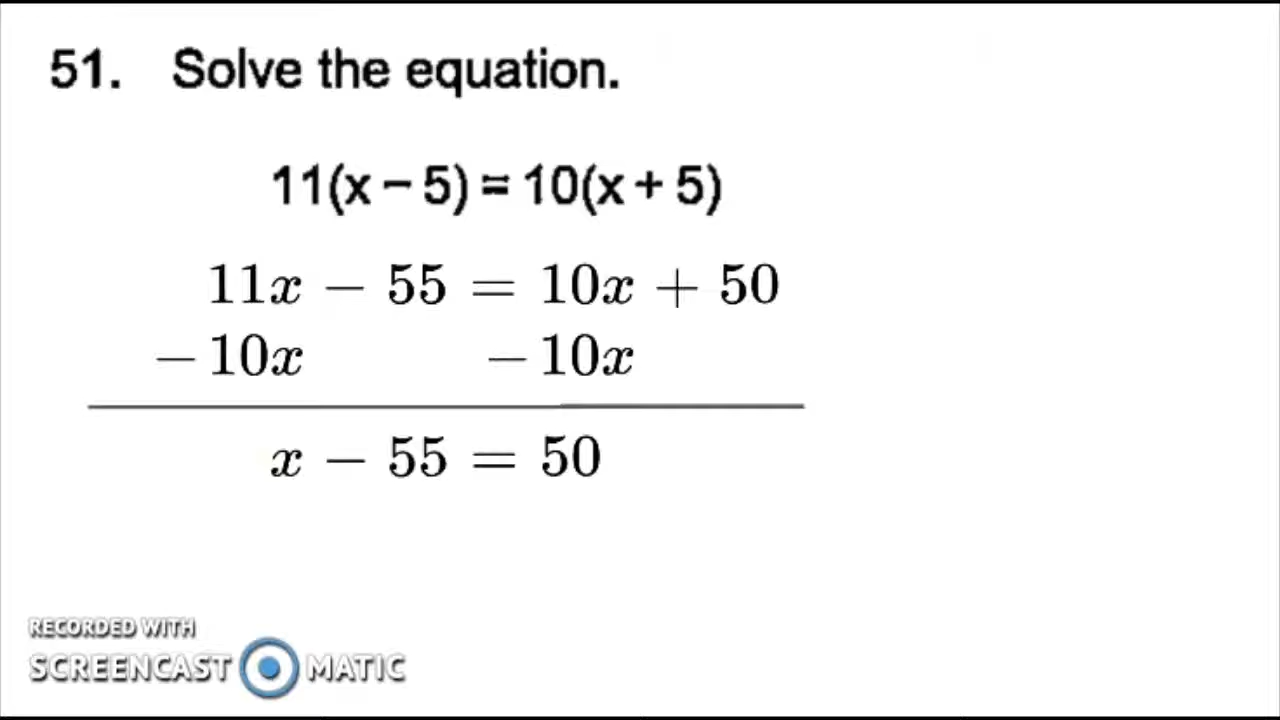 51. Solve the equation.
11(x − 5) = 10(x + 5)
11x − 55 = 10x + 50
− 10x − 10x
x − 55 = 50
RECORDED WITH
SCREENCAST MATIC